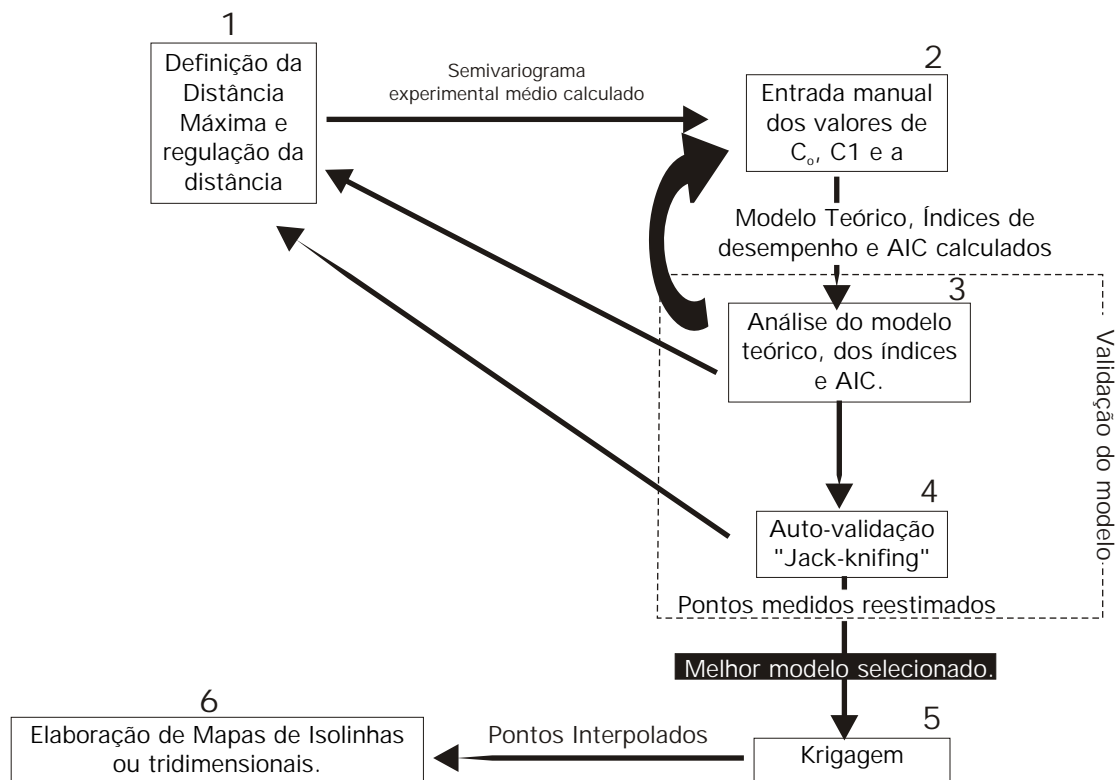 1
Definição da
Distância
Máxima e
regulação da
distância
Semivariograma
experimental médio calculado
2
Entrada manual
dos valores de
C₀, C1 e a
Modelo Teórico, Índices de
desempenho e AIC calculados
3
Análise do modelo
teórico, dos índices
e AIC.
Validação do modelo
4
Auto-validação
"Jack-knifing"
Pontos medidos reestimados
Melhor modelo selecionado.
5
Krigagem
Pontos Interpolados
6
Elaboração de Mapas de Isolinhas
ou tridimensionais.